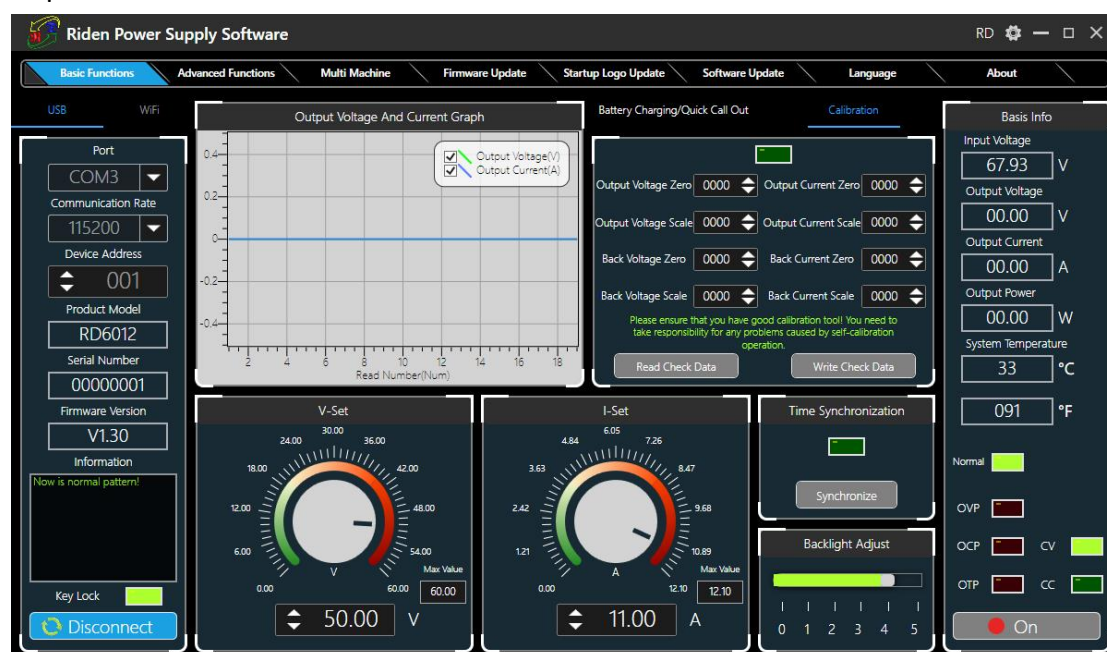 Riden Power Supply Software
RD
Basic Functions
Advanced Functions
Multi Machine
Firmware Update
Startup Logo Update
Software Update
Language
About
USB
WiFi
Port
COM3
Communication Rate
115200
Device Address
001
Product Model
RD6012
Serial Number
00000001
Firmware Version
V1.30
Information
Now is normal pattern!
Key Lock
Disconnect
Output Voltage And Current Graph
Output Voltage(V)
Output Current(A)
0.4
0.2
0
-0.2
-0.4
2 4 6 8 10 12 14 16 18
Read Number(Num)
Battery Charging/Quick Call Out
Calibration
Output Voltage Zero 0000 Output Current Zero 0000
Output Voltage Scale 0000 Output Current Scale 0000
Back Voltage Zero 0000 Back Current Zero 0000
Back Voltage Scale 0000 Back Current Scale 0000
Please ensure that you have good calibration tool! You need to
take responsibility for any problems caused by self-calibration
operation.
Read Check Data
Write Check Data
V-Set
0.00
6.00
12.00
18.00
24.00
30.00
36.00
42.00
48.00
54.00
60.00
V
Max Value
60.00
50.00 V
I-Set
0.00
1.21
2.42
3.63
4.84
6.05
7.26
8.47
9.68
10.89
12.10
A
Max Value
12.10
11.00 A
Time Synchronization
Synchronize
Backlight Adjust
0 1 2 3 4 5
Basis Info
Input Voltage
67.93 V
Output Voltage
00.00 V
Output Current
00.00 A
Output Power
00.00 W
System Temperature
33 °C
091 °F
Normal
OVP
OCP CV
OTP CC
On